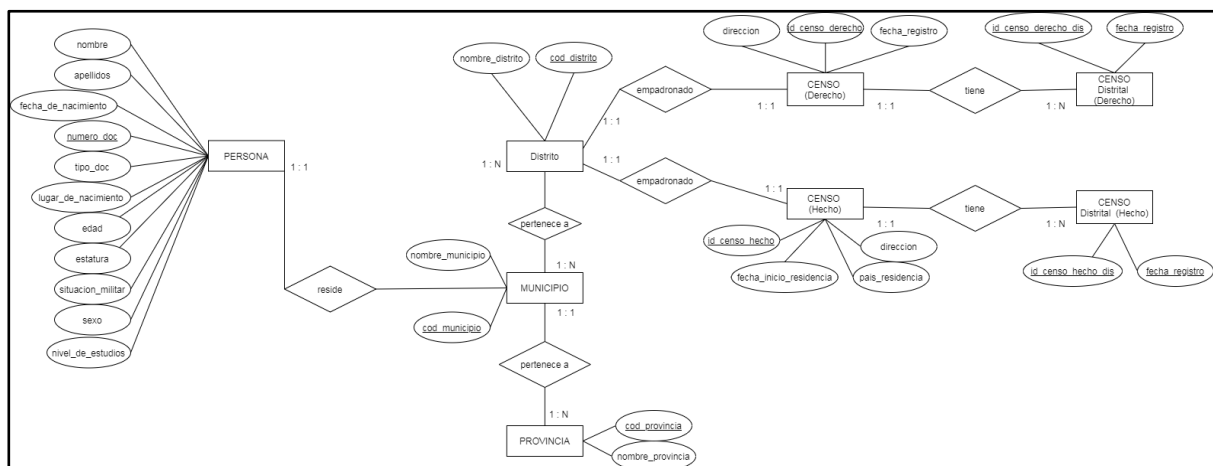 nombre
apellidos
fecha_de_nacimiento
numero_doc
tipo_doc
lugar_de_nacimiento
edad
estatura
situacion_militar
sexo
nivel_de_estudios
PERSONA
1 : 1
reside
nombre_municipio
cod_municipio
MUNICIPIO
1 : N
1 : 1
pertenece a
1 : N
PROVINCIA
cod_provincia
nombre_provincia
pertenece a
nombre_distrito
cod_distrito
Distrito
1 : N
1 : 1
1 : 1
empadronado
empadronado
direccion
id_censo_derecho
fecha_registro
CENSO
(Derecho)
1 : 1
1 : 1
tiene
id_censo_derecho_dis
fecha_registro
CENSO
Distrital
(Derecho)
1 : N
CENSO
(Hecho)
1 : 1
1 : 1
id_censo_hecho
direccion
fecha_inicio_residencia
pais_residencia
tiene
CENSO
Distrital (Hecho)
1 : N
id_censo_hecho_dis
fecha_registro